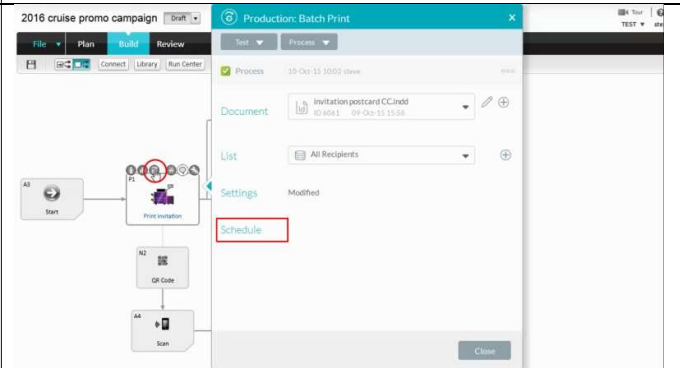 2016 cruise promo campaign Draft
Tour
TEST
File Plan Build Review
Connect Library Run Center
Production: Batch Print ×
Test Process
Process 10-Oct-15 10:02 steve
Document Invitation postcard CC.indd
ID 6061 09-Oct-15 15:58
List All Recipients
Settings Modified
Schedule
Close
A3
Start
P1
Print invitation
N2
QR Code
A4
Scan